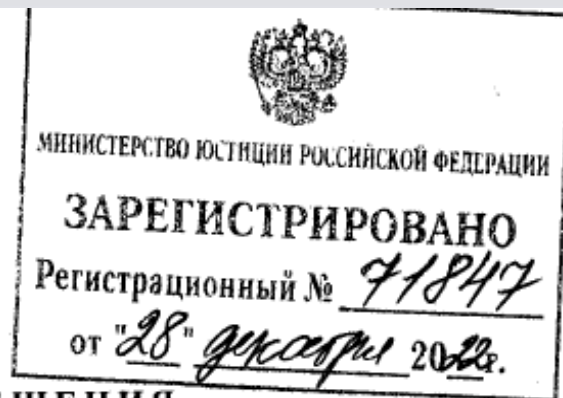 МИНИСТЕРСТВО ЮСТИЦИИ РОССИЙСКОЙ ФЕДЕРАЦИИ
ЗАРЕГИСТРИРОВАНО
Регистрационный № 71847
от "28" декабря 2022г.